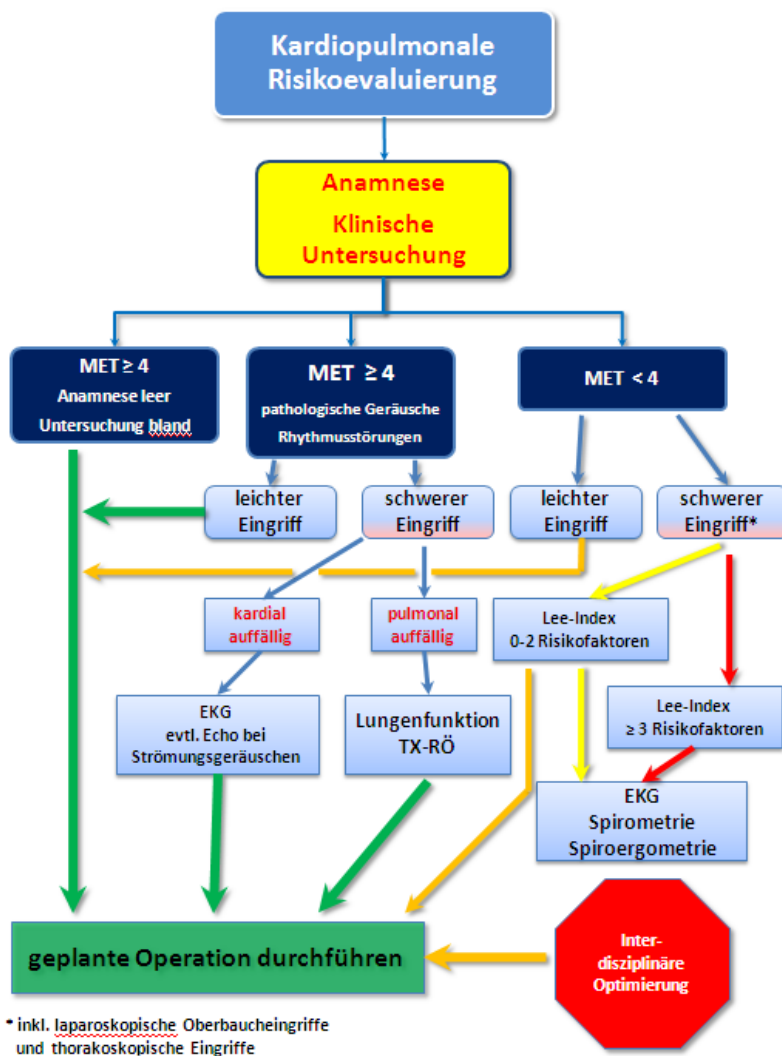 Kardiopulmonale
Risikoevaluierung
Anamnese
Klinische
Untersuchung
MET ≥ 4
Anamnese leer
Untersuchung bland
MET ≥ 4
pathologische Geräusche
Rhythmusstörungen
MET < 4
leichter
Eingriff
schwerer
Eingriff
leichter
Eingriff
schwerer
Eingriff*
kardial
auffällig
pulmonal
auffällig
Lee-Index
0-2 Risikofaktoren
EKG
evtl. Echo bei
Strömungsgeräuschen
Lungenfunktion
TX-RÖ
Lee-Index
≥ 3 Risikofaktoren
EKG
Spirometrie
Spiroergometrie
geplante Operation durchführen
Inter-
disziplinäre
Optimierung
* inkl. laparoskopische Oberbaucheingriffe
und thorakoskopische Eingriffe